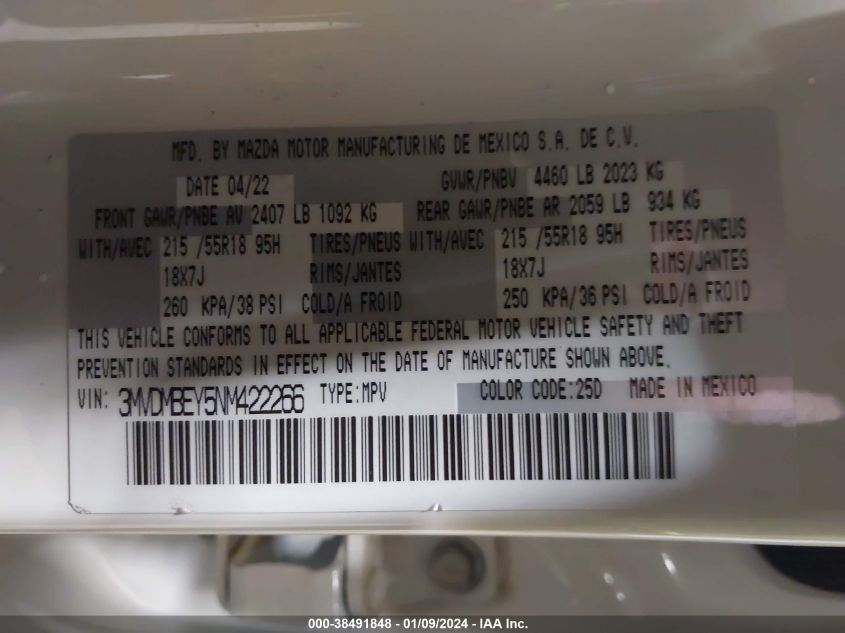 MFD. BY MAZDA MOTOR MANUFACTURING DE MEXICO S.A. DE C.V.
DATE 04/22 GVWR/PNBV 4460 LB 2023 KG
FRONT GAWR/PNBE AV 2407 LB 1092 KG REAR GAWR/PNBE AR 2059 LB 934 KG
WITH/AVEC 215 /55R18 95H TIRES/PNEUS WITH/AVEC 215 /55R18 95H TIRES/PNEUS
18X7J RIMS/JANTES 18X7J RIMS/JANTES
260 KPA/38 PSI COLD/A FROID 250 KPA/36 PSI COLD/A FROID
THIS VEHICLE CONFORMS TO ALL APPLICABLE FEDERAL MOTOR VEHICLE SAFETY AND THEFT
PREVENTION STANDARDS IN EFFECT ON THE DATE OF MANUFACTURE SHOWN ABOVE.
VIN: 3MVDMBEY5NM422266 TYPE:MPV COLOR CODE:25D MADE IN MEXICO
000-38491848 - 01/09/2024 - IAA Inc.